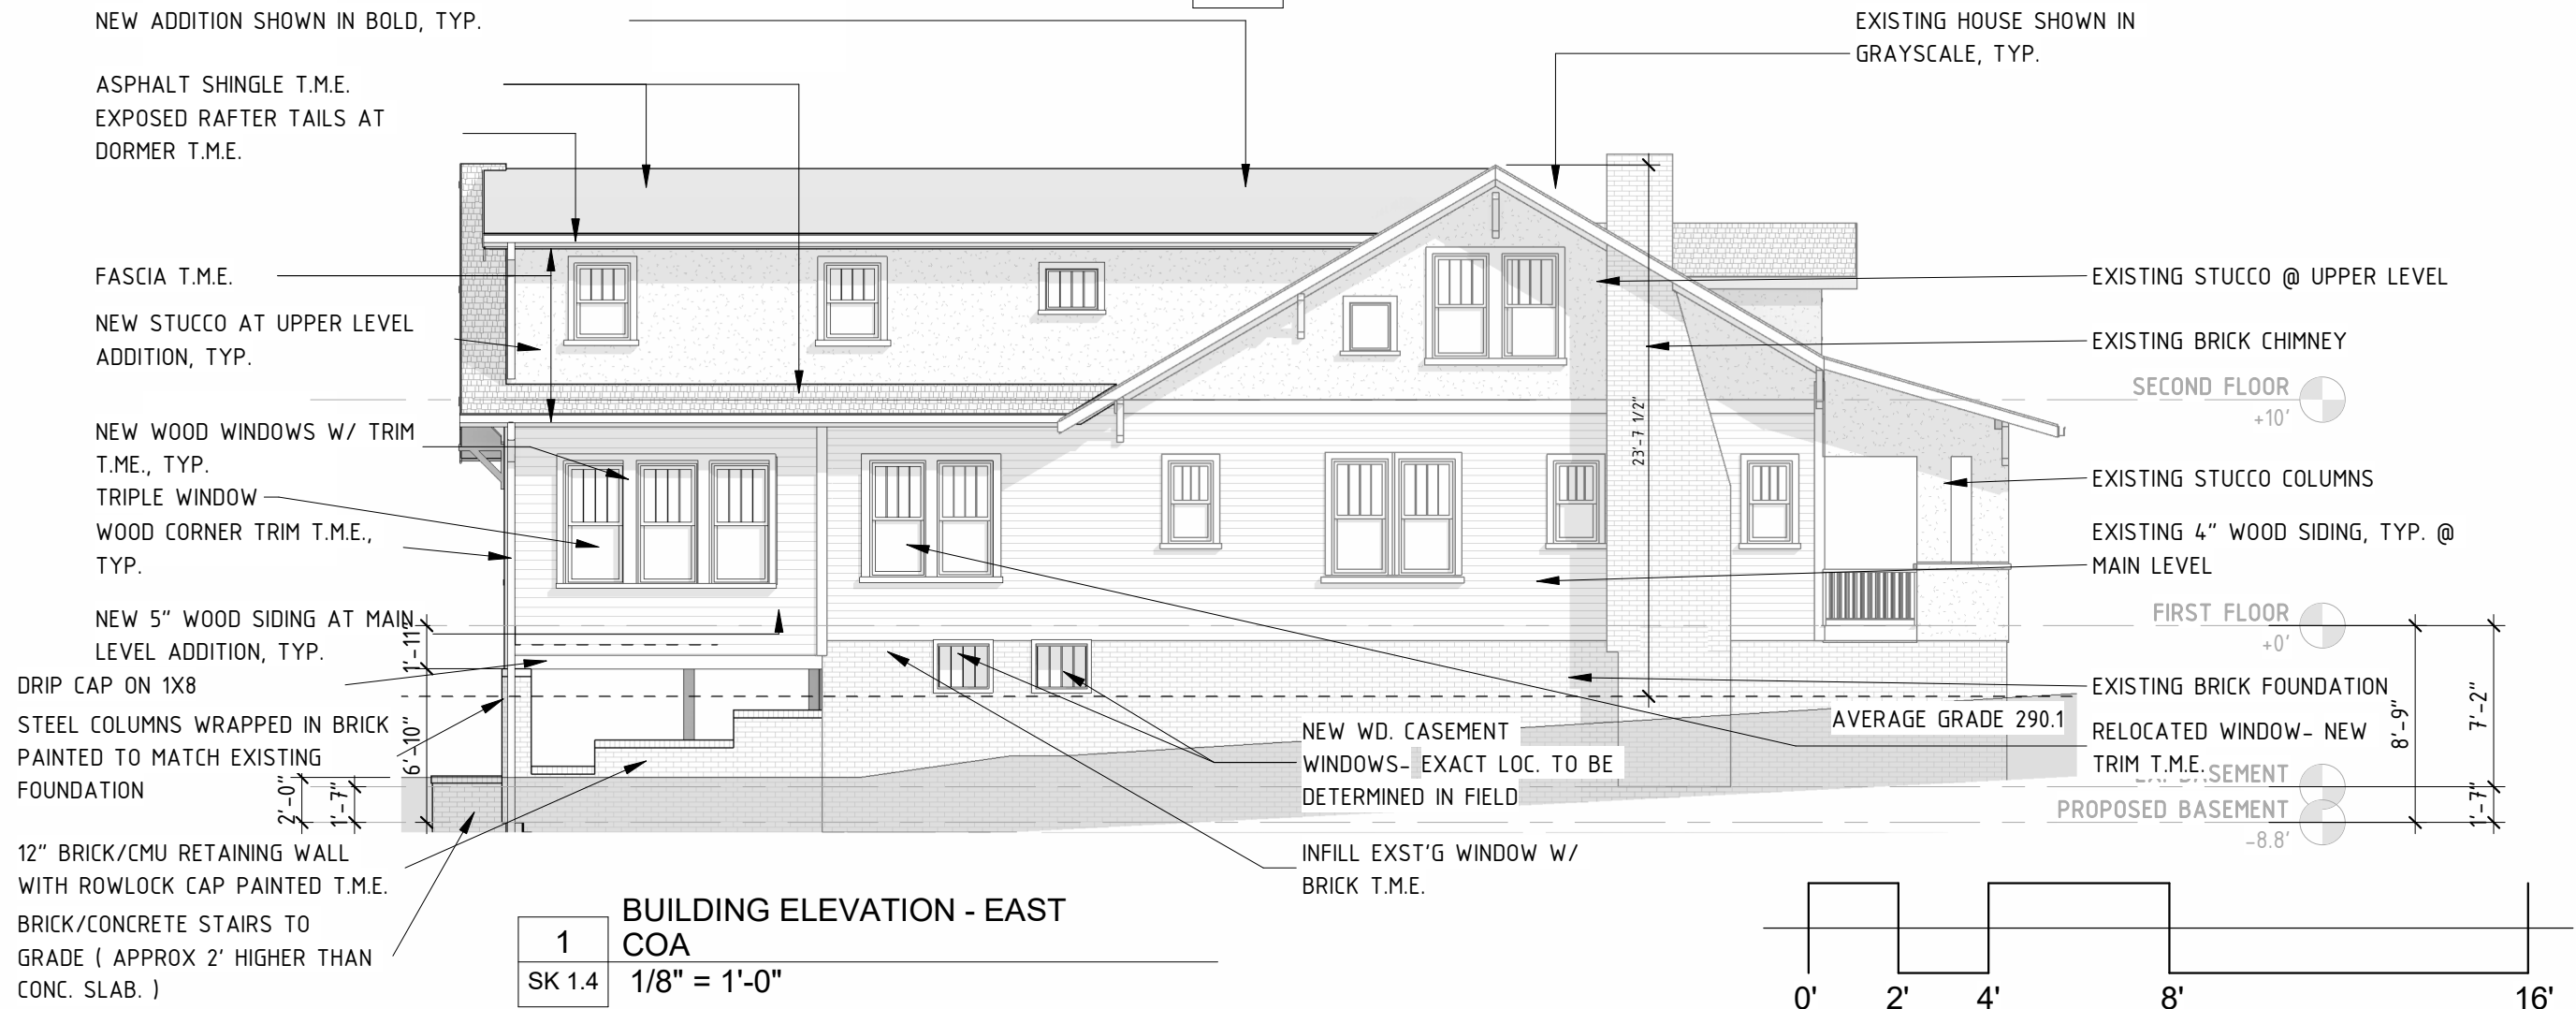 NEW ADDITION SHOWN IN BOLD, TYP.
EXISTING HOUSE SHOWN IN
GRAYSCALE, TYP.
ASPHALT SHINGLE T.M.E.
EXPOSED RAFTER TAILS AT
DORMER T.M.E.
FASCIA T.M.E.
NEW STUCCO AT UPPER LEVEL
ADDITION, TYP.
NEW WOOD WINDOWS W/ TRIM
T.ME., TYP.
TRIPLE WINDOW
WOOD CORNER TRIM T.M.E.,
TYP.
NEW 5" WOOD SIDING AT MAIN
LEVEL ADDITION, TYP.
DRIP CAP ON 1X8
STEEL COLUMNS WRAPPED IN BRICK
PAINTED TO MATCH EXISTING
FOUNDATION
12" BRICK/CMU RETAINING WALL
WITH ROWLOCK CAP PAINTED T.M.E.
BRICK/CONCRETE STAIRS TO
GRADE ( APPROX 2' HIGHER THAN
CONC. SLAB. )
1'-11"
6'-10"
2'-0"
1'-7"
23'-7 1/2"
EXISTING STUCCO @ UPPER LEVEL
EXISTING BRICK CHIMNEY
SECOND FLOOR
+10'
EXISTING STUCCO COLUMNS
EXISTING 4" WOOD SIDING, TYP. @
MAIN LEVEL
FIRST FLOOR
+0'
EXISTING BRICK FOUNDATION
AVERAGE GRADE 290.1
RELOCATED WINDOW- NEW
TRIM T.M.E.
BASEMENT
PROPOSED BASEMENT
-8.8'
8'-9"
7'-2"
1'-7"
NEW WD. CASEMENT
WINDOWS- EXACT LOC. TO BE
DETERMINED IN FIELD
INFILL EXST'G WINDOW W/
BRICK T.M.E.
1
SK 1.4
BUILDING ELEVATION - EAST
COA
1/8" = 1'-0"
0' 2' 4' 8' 16'